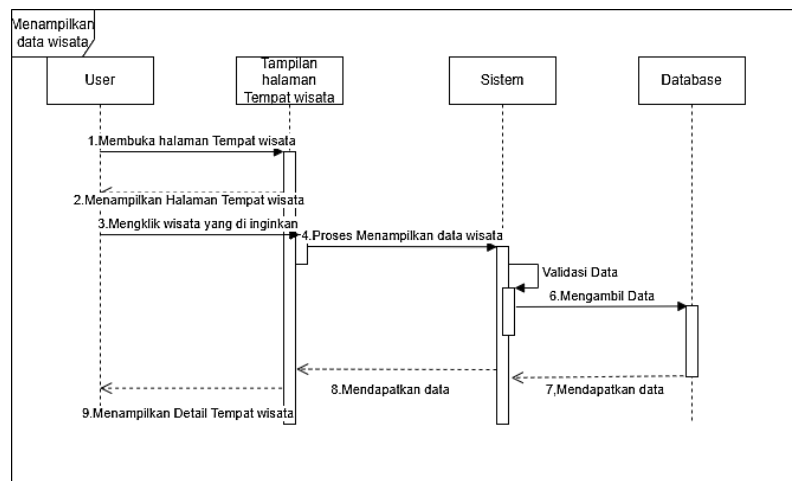 Menampilkan
data wisata
User
Tampilan
halaman
Tempat wisata
Sistem
Database
1.Membuka halaman Tempat wisata
2.Menampilkan Halaman Tempat wisata
3.Mengklik wisata yang di inginkan
4.Proses Menampilkan data wisata
Validasi Data
6.Mengambil Data
7,Mendapatkan data
8.Mendapatkan data
9.Menampilkan Detail Tempat wisata